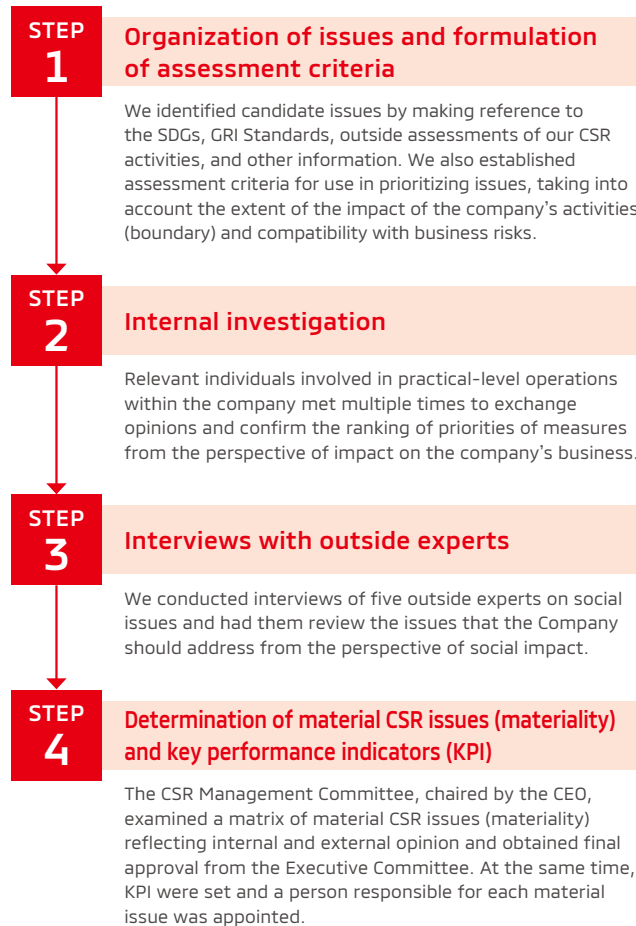 STEP
1
Organization of issues and formulation
of assessment criteria
We identified candidate issues by making reference to
the SDGs, GRI Standards, outside assessments of our CSR
activities, and other information. We also established
assessment criteria for use in prioritizing issues, taking into
account the extent of the impact of the company's activities
(boundary) and compatibility with business risks.
STEP
2
Internal investigation
Relevant individuals involved in practical-level operations
within the company met multiple times to exchange
opinions and confirm the ranking of priorities of measures
from the perspective of impact on the company's business.
STEP
3
Interviews with outside experts
We conducted interviews of five outside experts on social
issues and had them review the issues that the Company
should address from the perspective of social impact.
STEP
4
Determination of material CSR issues (materiality)
and key performance indicators (KPI)
The CSR Management Committee, chaired by the CEO,
examined a matrix of material CSR issues (materiality)
reflecting internal and external opinion and obtained final
approval from the Executive Committee. At the same time,
KPI were set and a person responsible for each material
issue was appointed.